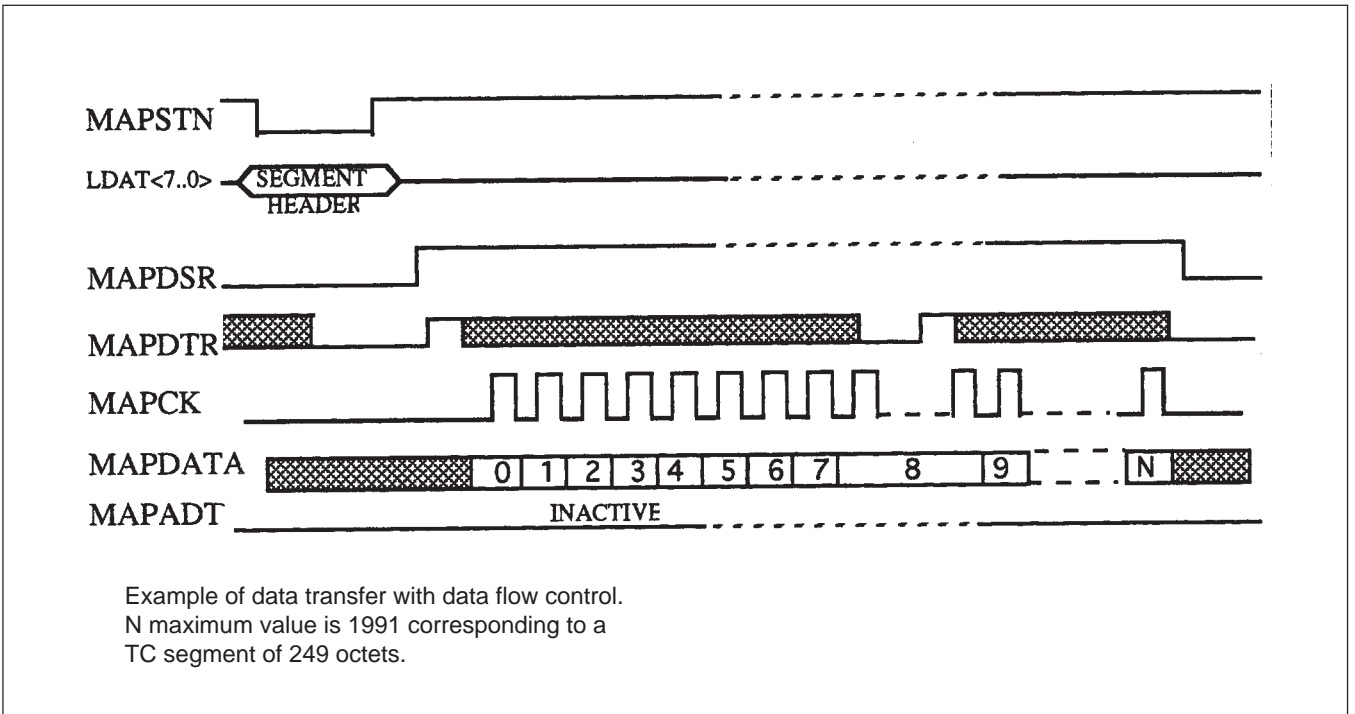 MAPSTN
LDAT<7..0>
SEGMENT
HEADER
MAPDSR
MAPDTR
MAPCK
MAPDATA
0 1 2 3 4 5 6 7 8 9 N
MAPADT
INACTIVE
Example of data transfer with data flow control.
N maximum value is 1991 corresponding to a
TC segment of 249 octets.